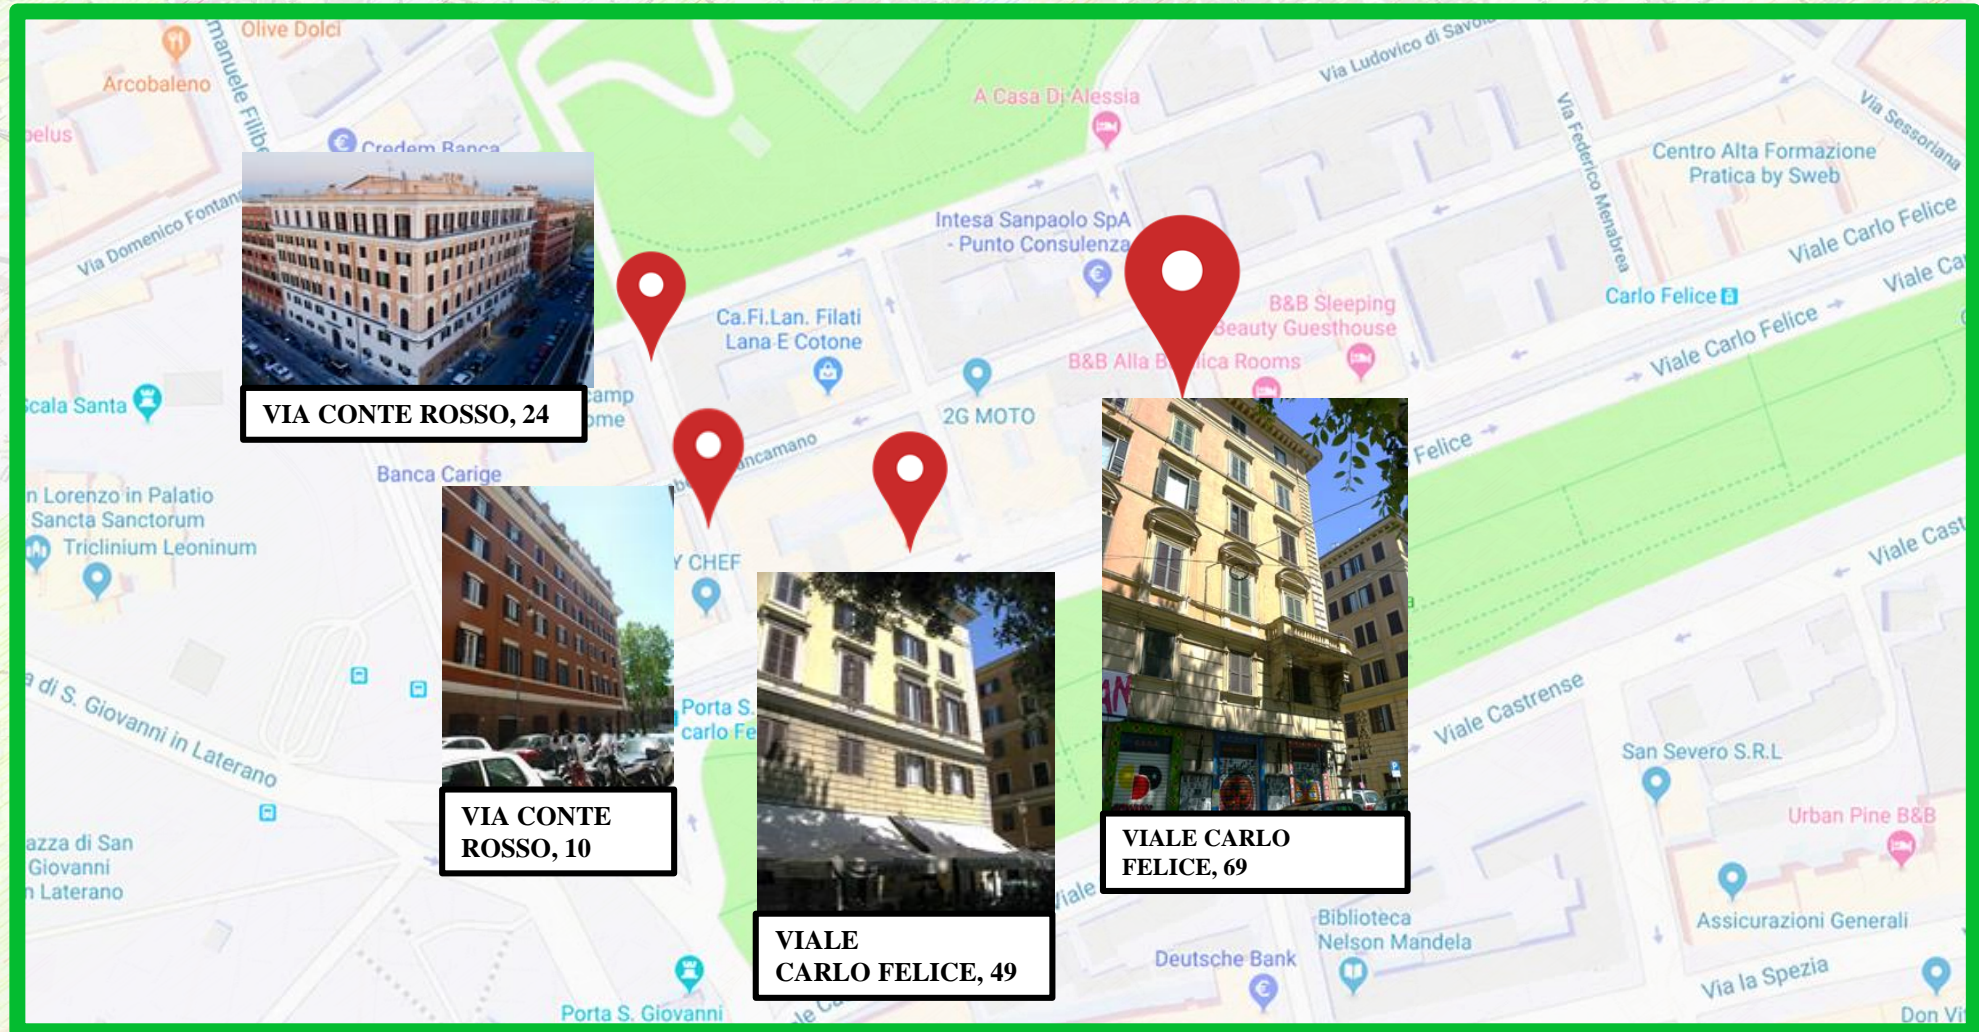 Olive Dolci
Arcobaleno
Via Ludovico di Savoia
A Casa Di Alessia
Via Federico Menabrea
Via Sessoriana
Centro Alta Formazione
Pratica by Sweb
Credem Banca
Via Domenico Fontana
Intesa Sanpaolo SpA
- Punto Consulenza
Viale Carlo Felice
Carlo Felice
Viale Carlo Felice
B&B Sleeping
Beauty Guesthouse
Ca.Fi.Lan. Filati
Lana E Cotone
2G MOTO
Scala Santa
VIA CONTE ROSSO, 24
Banca Carige
Felice
n Lorenzo in Palatio
Sancta Sanctorum
Triclinium Leoninum
Y CHEF
a di S. Giovanni in Laterano
Porta S.
carlo Fe
Viale Castrense
San Severo S.R.L
Urban Pine B&B
VIA CONTE
ROSSO, 10
VIALE CARLO
FELICE, 69
azza di San
Giovanni
n Laterano
Viale
Biblioteca
Nelson Mandela
Assicurazioni Generali
VIALE
CARLO FELICE, 49
Deutsche Bank
Via la Spezia
Porta S. Giovanni
Don Vi